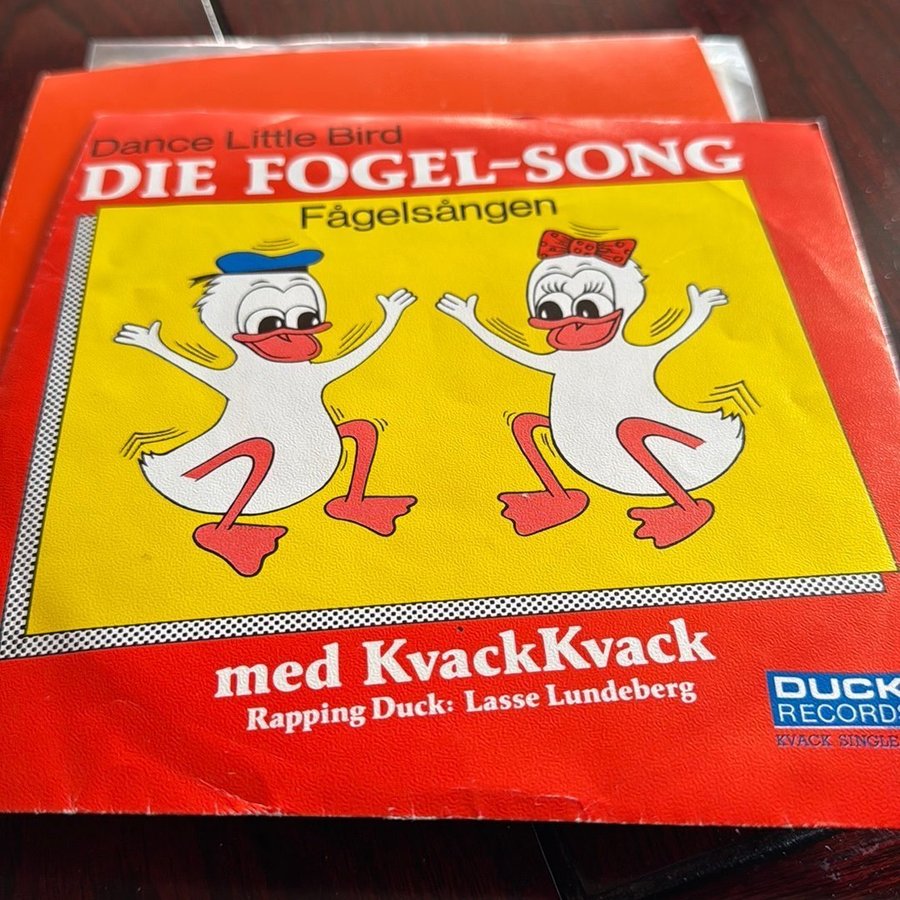 Dance Little Bird
DIE FOGEL-SONG
Fågelsången
med KvackKvack
Rapping Duck: Lasse Lundeberg
DUCK
RECORDS
KVACK SINGLE